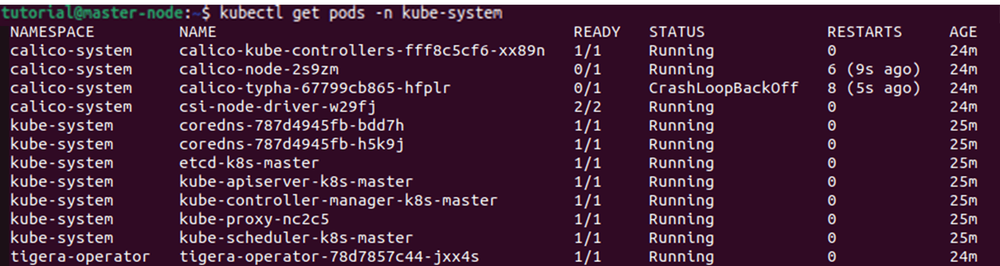 tutorial@master-node:~$ kubectl get pods -n kube-system
NAMESPACE NAME READY STATUS RESTARTS AGE
calico-system calico-kube-controllers-fff8c5cf6-xx89n 1/1 Running 0 24m
calico-system calico-node-2s9zm 0/1 Running 6 (9s ago) 24m
calico-system calico-typha-67799cb865-hfplr 0/1 CrashLoopBackOff 8 (5s ago) 24m
calico-system csi-node-driver-w29fj 2/2 Running 0 24m
kube-system coredns-787d4945fb-bdd7h 1/1 Running 0 25m
kube-system coredns-787d4945fb-h5k9j 1/1 Running 0 25m
kube-system etcd-k8s-master 1/1 Running 0 25m
kube-system kube-apiserver-k8s-master 1/1 Running 0 25m
kube-system kube-controller-manager-k8s-master 1/1 Running 0 25m
kube-system kube-proxy-nc2c5 1/1 Running 0 25m
kube-system kube-scheduler-k8s-master 1/1 Running 0 25m
tigera-operator tigera-operator-78d7857c44-jxx4s 1/1 Running 0 24m